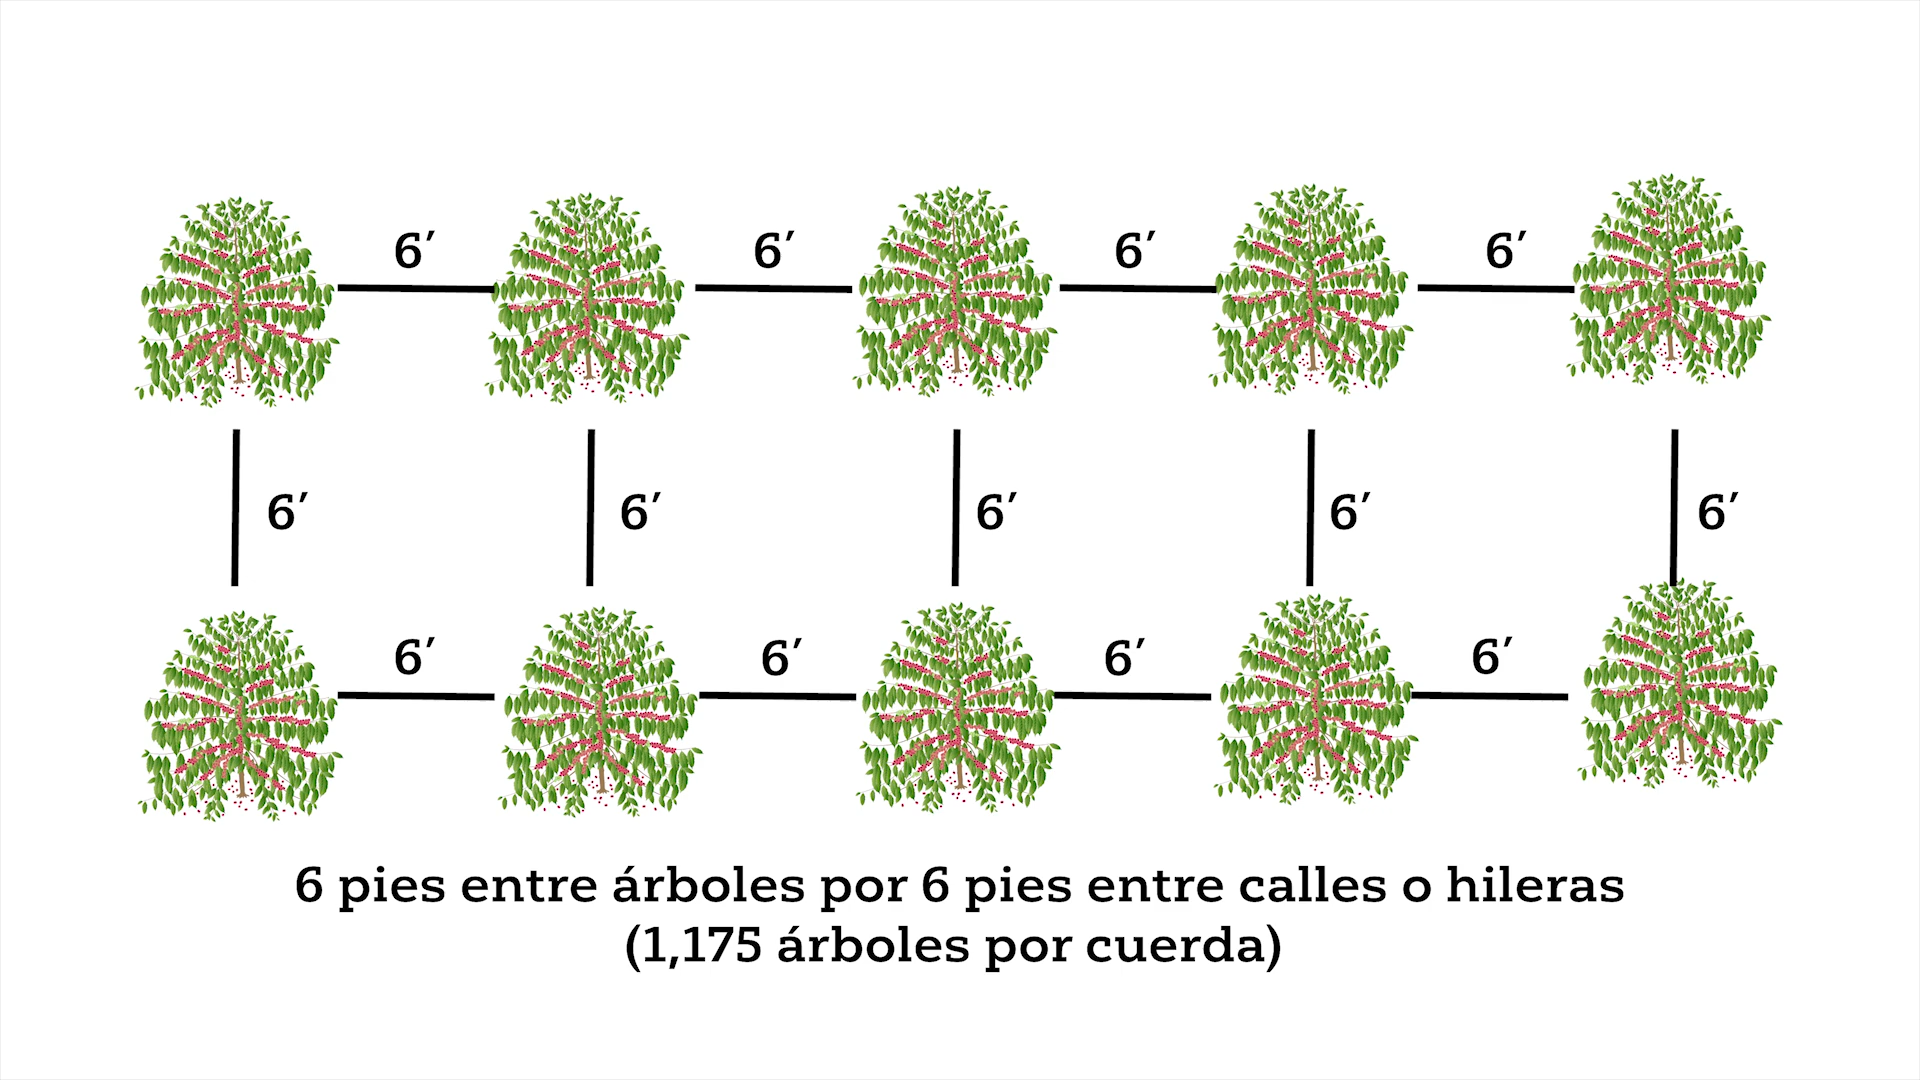 6′ 6′ 6′ 6′
6′ 6′ 6′ 6′ 6′
6′ 6′ 6′ 6′
6 pies entre árboles por 6 pies entre calles o hileras
(1,175 árboles por cuerda)